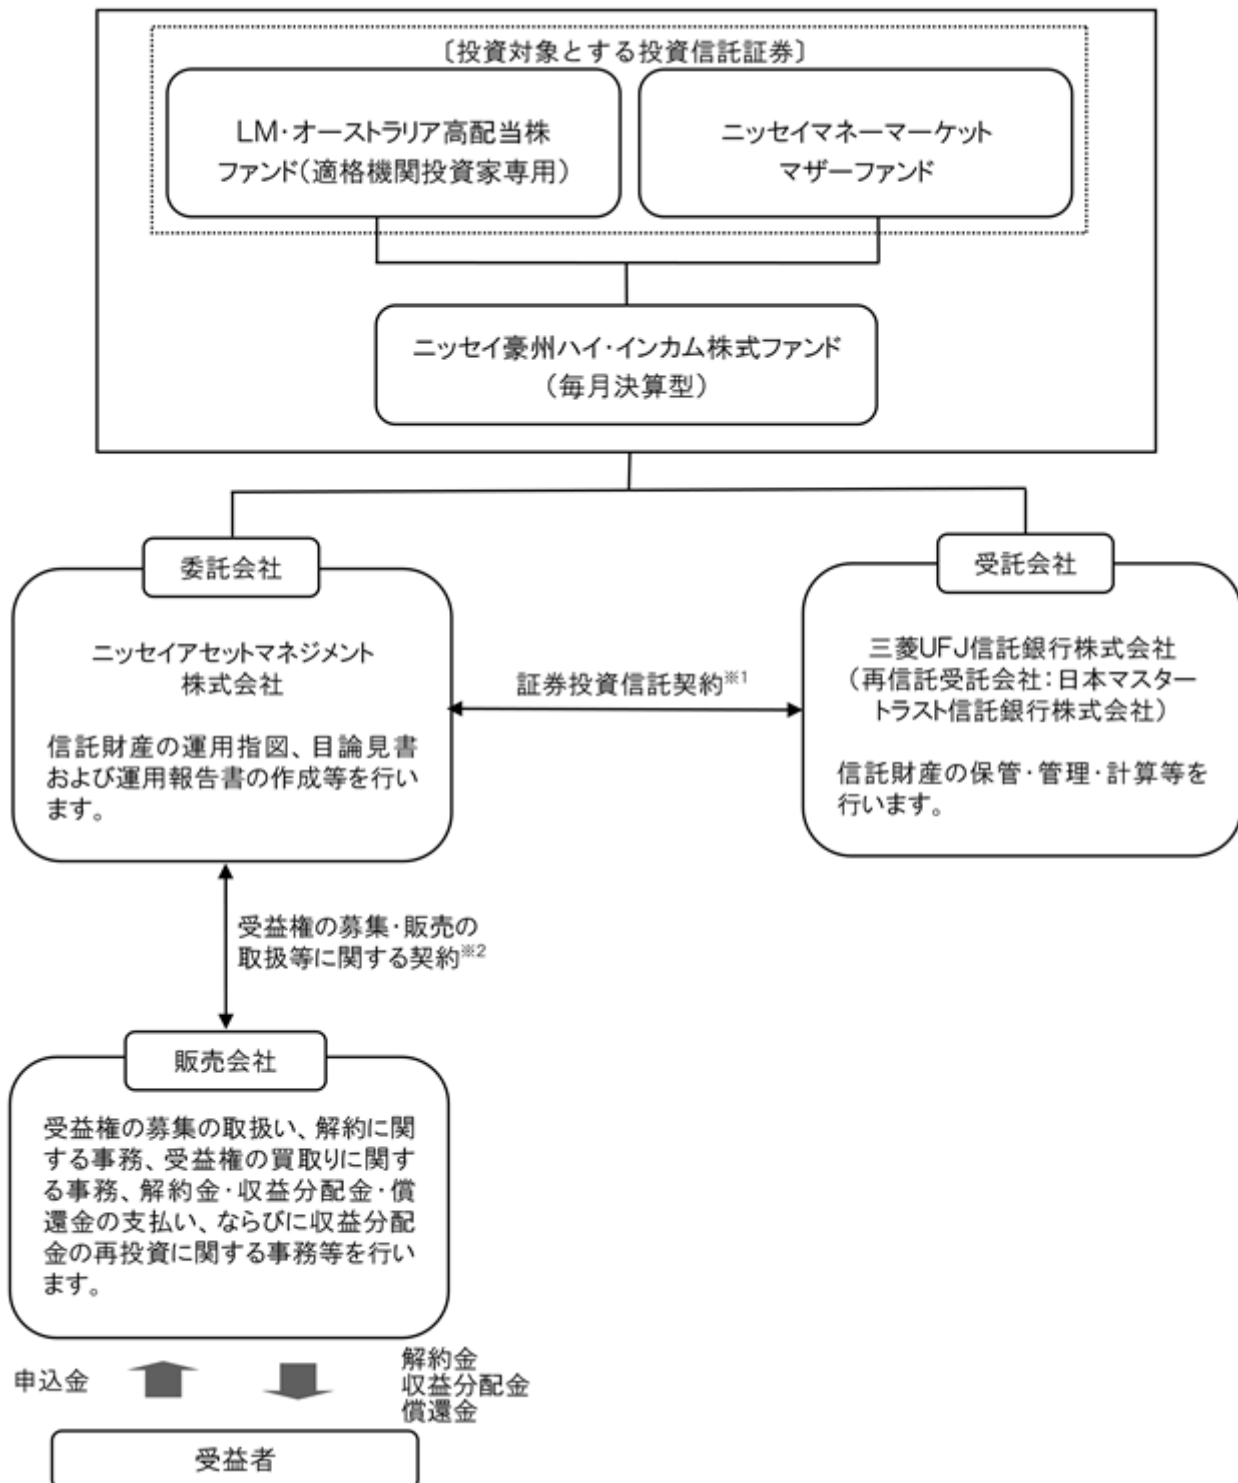 〔投資対象とする投資信託証券〕
LM・オーストラリア高配当株
ファンド（適格機関投資家専用）
ニッセイマネーマーケット
マザーファンド
ニッセイ豪州ハイ・インカム株式ファンド
（毎月決算型）
委託会社
ニッセイアセットマネジメント
株式会社
信託財産の運用指図、目論見書
および運用報告書の作成等を行い
ます。
証券投資信託契約※1
受託会社
三菱UFJ信託銀行株式会社
（再信託受託会社：日本マスター
トラスト信託銀行株式会社）
信託財産の保管・管理・計算等を
行います。
受益権の募集・販売の
取扱等に関する契約※2
販売会社
受益権の募集の取扱い、解約に関
する事務、受益権の買取りに関す
る事務、解約金・収益分配金・償
還金の支払い、ならびに収益分配
金の再投資に関する事務等を行い
ます。
申込金
解約金
収益分配金
償還金
受益者